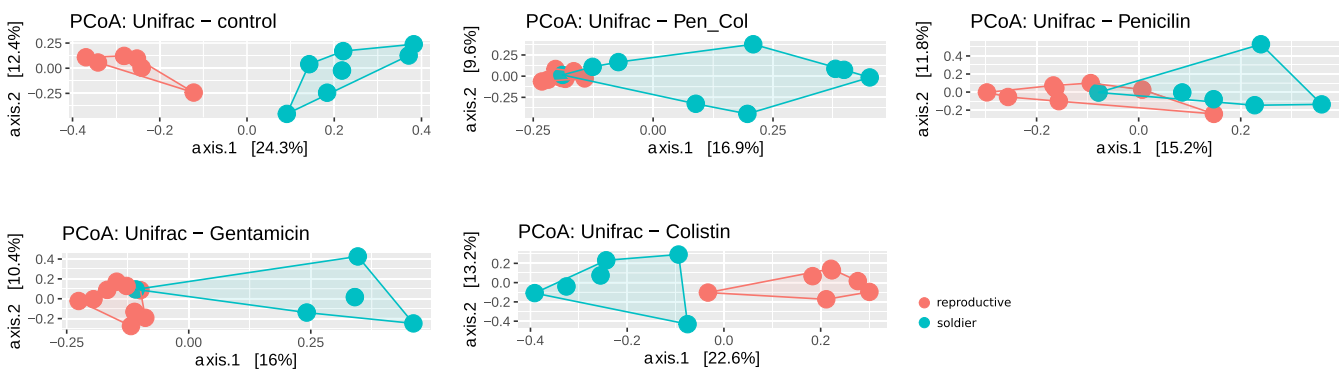 PCoA: Unifrac − control
axis.2 [12.4%]
0.25
0.00
−0.25
−0.4
−0.2
0.0
0.2
0.4
axis.1 [24.3%]
PCoA: Unifrac − Pen_Col
axis.2 [9.6%]
0.25
0.00
−0.25
−0.25
0.00
0.25
axis.1 [16.9%]
PCoA: Unifrac − Penicilin
axis.2 [11.8%]
0.4
0.2
0.0
−0.2
−0.2
0.0
0.2
axis.1 [15.2%]
PCoA: Unifrac − Gentamicin
axis.2 [10.4%]
0.4
0.2
0.0
−0.2
−0.25
0.00
0.25
axis.1 [16%]
PCoA: Unifrac − Colistin
axis.2 [13.2%]
0.2
0.0
−0.2
−0.4
−0.4
−0.2
0.0
0.2
axis.1 [22.6%]
reproductive
soldier